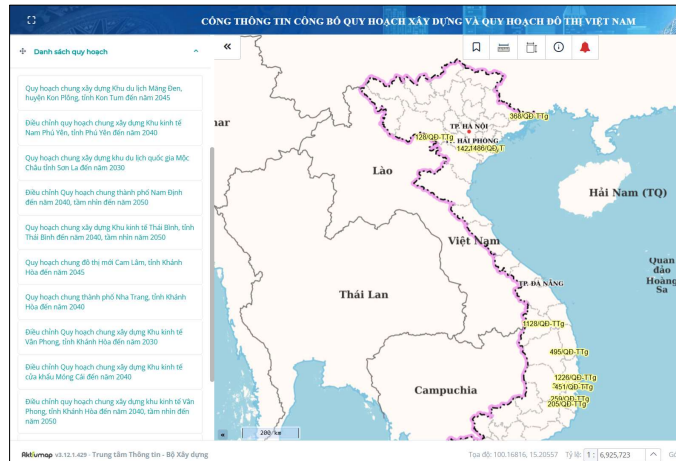 CỔNG THÔNG TIN CÔNG BỐ QUY HOẠCH XÂY DỰNG VÀ QUY HOẠCH ĐÔ THỊ VIỆT NAM
Danh sách quy hoạch
Quy hoạch chung xây dựng Khu du lịch Măng Đen,
huyện Kon Plông, tỉnh Kon Tum đến năm 2045
Điều chỉnh quy hoạch chung xây dựng Khu kinh tế
Nam Phú Yên, tỉnh Phú Yên đến năm 2040
Quy hoạch chung xây dựng khu du lịch quốc gia Mộc
Châu tỉnh Sơn La đến năm 2030
Điều chỉnh Quy hoạch chung thành phố Nam Định
đến năm 2040, tầm nhìn đến năm 2050
Quy hoạch chung xây dựng Khu kinh tế Thái Bình, tỉnh
Thái Bình đến năm 2040, tầm nhìn năm 2050
Quy hoạch chung đô thị mới Cam Lâm, tỉnh Khánh
Hòa đến năm 2045
Quy hoạch chung thành phố Nha Trang, tỉnh Khánh
Hòa đến năm 2040
Điều chỉnh Quy hoạch chung xây dựng Khu kinh tế
Vân Phong, tỉnh Khánh Hòa đến năm 2030
Điều chỉnh Quy hoạch chung xây dựng Khu kinh tế
cửa khẩu Móng Cái đến năm 2040
Điều chỉnh quy hoạch chung xây dựng khu kinh tế Vân
Phong, tỉnh Khánh Hòa đến năm 2040, tầm nhìn đến
năm 2050
nar
368/QĐ-TTg
TP. HÀ NỘI
128/QĐ-TTg
HẢI PHÒNG
1486/QĐ-T
Lào
Hải Nam (TQ)
Việt Nam
Quan
đảo
Hoàng
Sa
TP. ĐÀ NẴNG
Thái Lan
1128/QĐ-TTg
495/QĐ-TTg
1226/QĐ-TTg
451/QĐ-TTg
Campuchia
259/QĐ-TTg
205/QĐ-TTg
200 km
Aktumap v3.12.1.429 - Trung tâm Thông tin - Bộ Xây dựng
Tọa độ: 100.16816, 15.20557 Tỷ lệ: 1 : 6,925,723